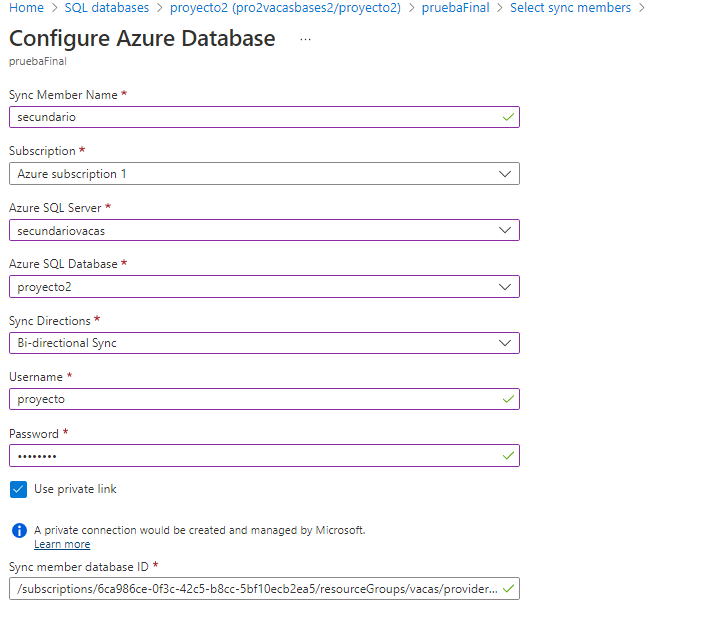 Home > SQL databases > proyecto2 (pro2vacasbases2/proyecto2) > pruebaFinal > Select sync members >
Configure Azure Database ...
pruebaFinal
Sync Member Name *
secundario
Subscription *
Azure subscription 1
Azure SQL Server *
secundariovacas
Azure SQL Database *
proyecto2
Sync Directions *
Bi-directional Sync
Username *
proyecto
Password *
••••••••
Use private link
A private connection would be created and managed by Microsoft.
Learn more
Sync member database ID *
/subscriptions/6ca986ce-0f3c-42c5-b8cc-5bf10ecb2ea5/resourceGroups/vacas/provider...